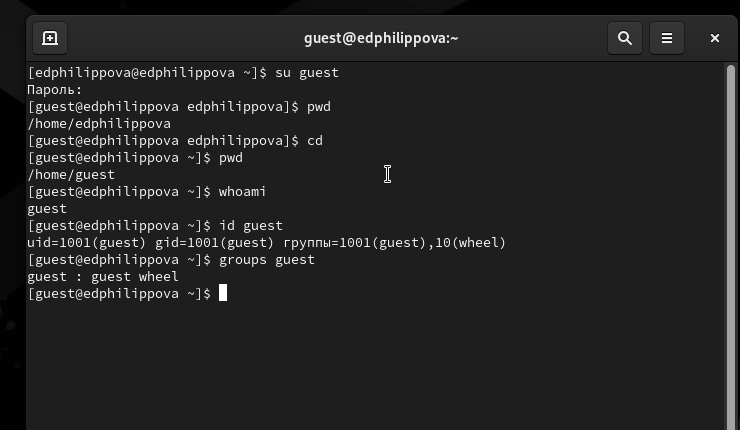 guest@edphilippova:~
[edphilippova@edphilippova ~]$ su guest
Пароль:
[guest@edphilippova edphilippova]$ pwd
/home/edphilippova
[guest@edphilippova edphilippova]$ cd
[guest@edphilippova ~]$ pwd
/home/guest
[guest@edphilippova ~]$ whoami
guest
[guest@edphilippova ~]$ id guest
uid=1001(guest) gid=1001(guest) группы=1001(guest),10(wheel)
[guest@edphilippova ~]$ groups guest
guest : guest wheel
[guest@edphilippova ~]$